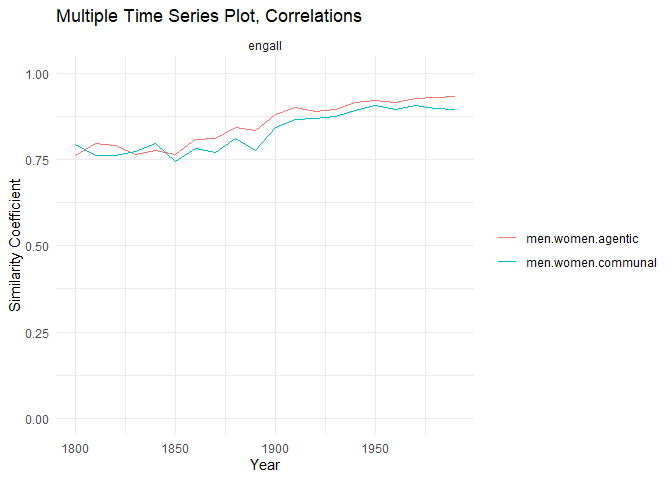 Multiple Time Series Plot, Correlations
engall
1.00
0.75
0.50
0.25
0.00
Similarity Coefficient
1800 1850 1900 1950
Year
men.women.agentic
men.women.communal